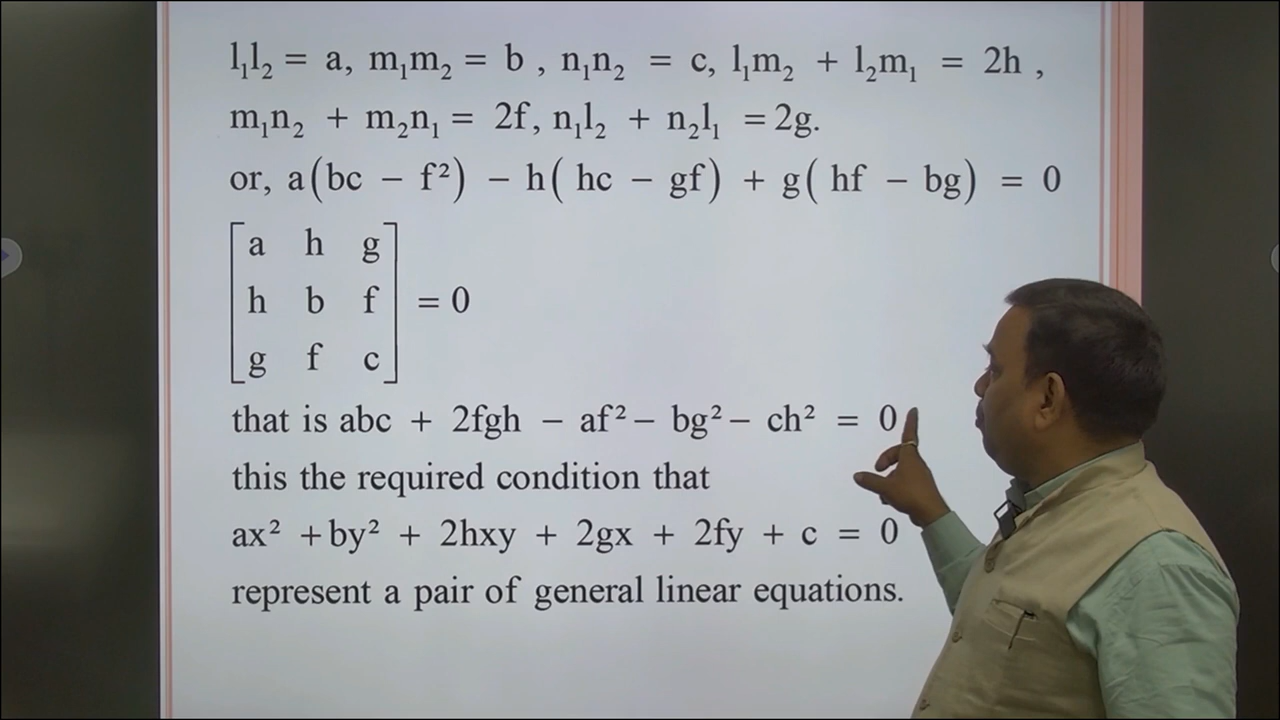 l₁l₂ = a, m₁m₂ = b , n₁n₂ = c, l₁m₂ + l₂m₁ = 2h ,
m₁n₂ + m₂n₁ = 2f, n₁l₂ + n₂l₁ = 2g.
or, a(bc − f²) − h( hc − gf) + g( hf − bg) = 0
a h g
h b f = 0
g f c
that is abc + 2fgh − af² − bg² − ch² = 0
this the required condition that
ax² + by² + 2hxy + 2gx + 2fy + c = 0
represent a pair of general linear equations.